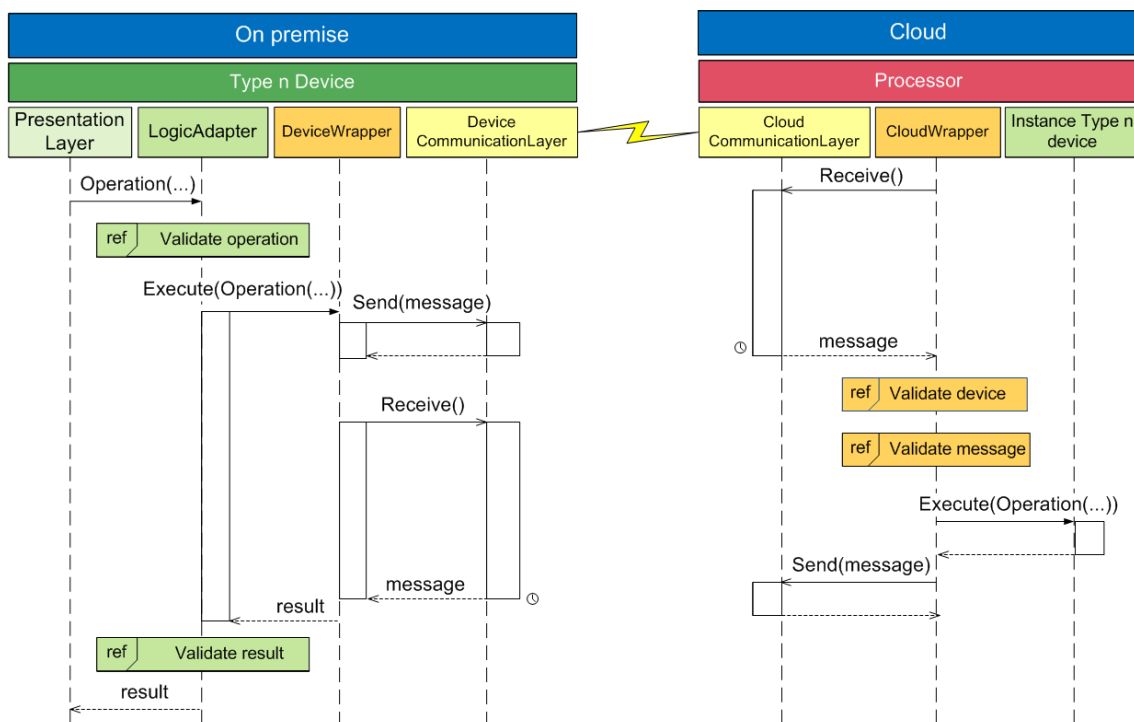 On premise
Cloud
Type n Device
Processor
Presentation
Layer
LogicAdapter
DeviceWrapper
Device
CommunicationLayer
Cloud
CommunicationLayer
CloudWrapper
Instance Type n
device
Operation(...)
Receive()
ref Validate operation
Execute(Operation(...))
Send(message)
message
ref Validate device
Receive()
ref Validate message
Execute(Operation(...))
Send(message)
message
result
ref Validate result
result